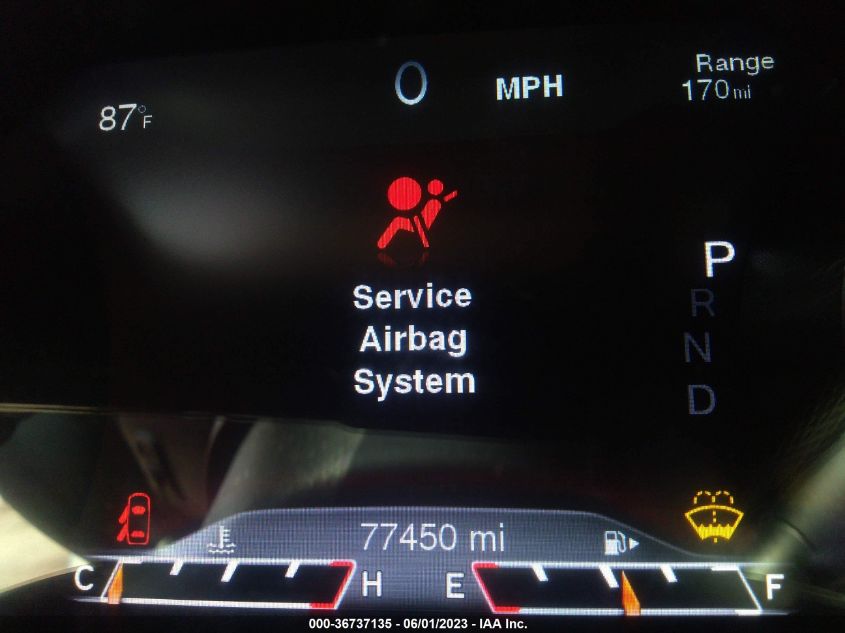 0 MPH
Range
170 mi
87°F
Service
Airbag
System
P
R
N
D
77450 mi
C H E F
000-36737135 - 06/01/2023 - IAA Inc.